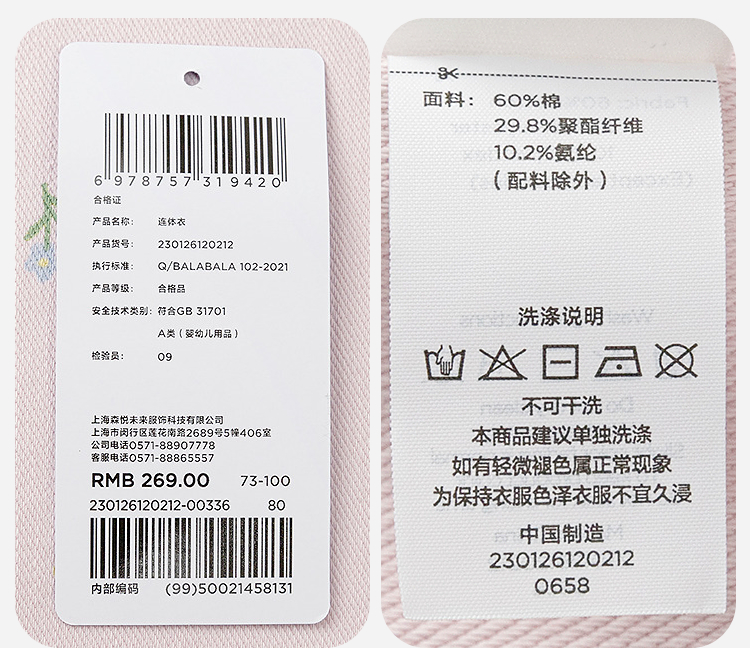 6 978757 319420
合格证
产品名称: 连体衣
产品货号: 230126120212
执行标准: Q/BALABALA 102-2021
产品等级: 合格品
安全技术类别: 符合GB 31701
A类(婴幼儿用品)
检验员: 09
上海森悦未来服饰科技有限公司
上海市闵行区莲花南路2689号5幢406室
公司电话0571-88907778
客服电话0571-88865557
RMB 269.00 73-100
230126120212-00336 80
内部编码 (99)50021458131
面料: 60%棉
29.8%聚酯纤维
10.2%氨纶
(配料除外)
洗涤说明
不可干洗
本商品建议单独洗涤
如有轻微褪色属正常现象
为保持衣服色泽衣服不宜久浸
中国制造
230126120212
0658